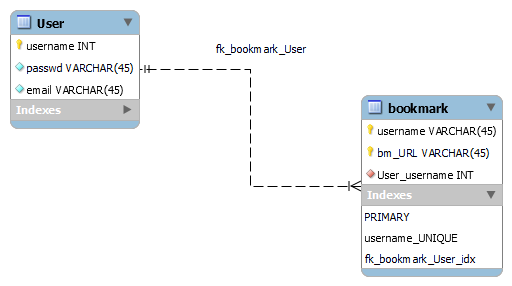 User
username INT
passwd VARCHAR(45)
email VARCHAR(45)
Indexes
fk_bookmark_User
bookmark
username VARCHAR(45)
bm_URL VARCHAR(45)
User_username INT
Indexes
PRIMARY
username_UNIQUE
fk_bookmark_User_idx